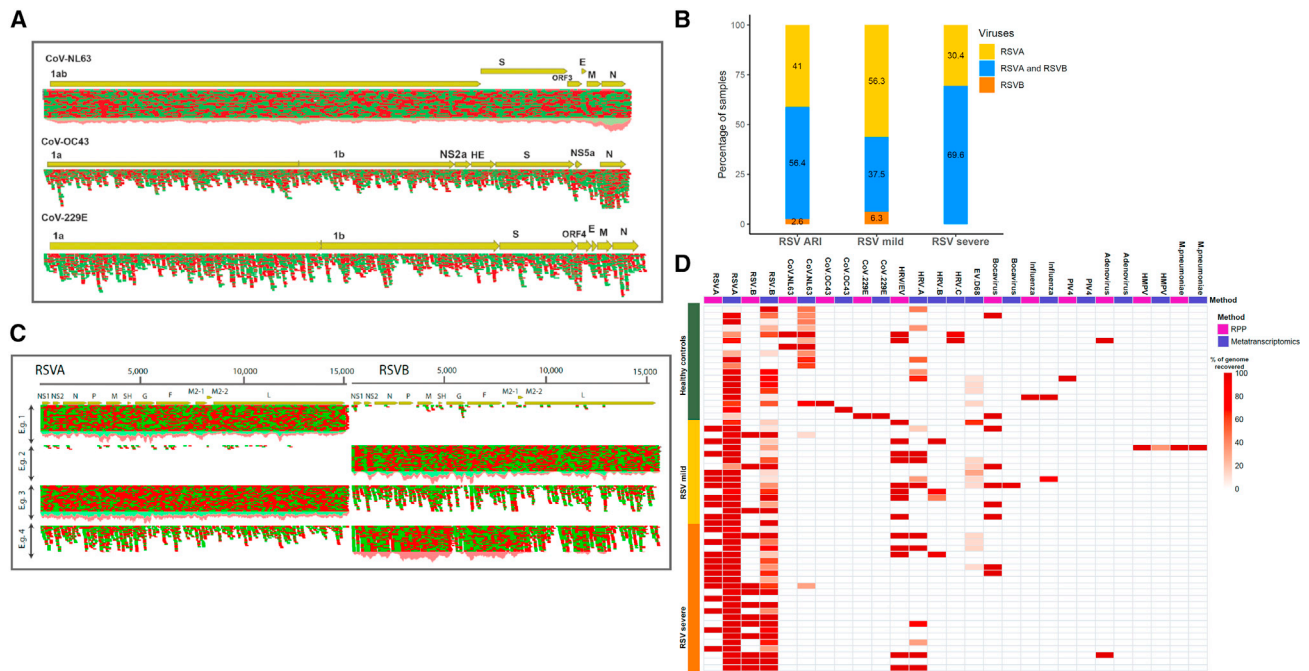 A
CoV-NL63
1ab
S
ORF3
E
M
N
CoV-OC43
1a
1b
NS2a
HE
S
NS5a
N
CoV-229E
1a
1b
S
ORF4
E
M
N
B
Percentage of samples
100
75
50
25
0
41
56.4
2.6
56.3
37.5
6.3
30.4
69.6
RSV ARI
RSV mild
RSV severe
Viruses
RSVA
RSVA and RSVB
RSVB
C
RSVA
5,000
10,000
15,000
RSVB
5,000
10,000
15,000
NS1 NS2 N P M SH G F M2-1 M2-2 L
NS1 NS2 N P M SH G F M2-1 M2-2 L
E.g. 1
E.g. 2
E.g. 3
E.g. 4
D
RSV.A
RSV.A
RSV.B
RSV.B
CoV.NL63
CoV.NL63
CoV.OC43
CoV.OC43
CoV.229E
CoV.229E
HRV/EV
HRV.A
HRV.B
HRV.C
EV.D68
Bocavirus
Bocavirus
Influenza
Influenza
PIV4
PIV4
Adenovirus
Adenovirus
HMPV
HMPV
M.pneumoniae
M.pneumoniae
Method
Healthy controls
RSV mild
RSV severe
Method
RPP
Metatranscriptomics
% of genome
recovered
100
80
60
40
20
0